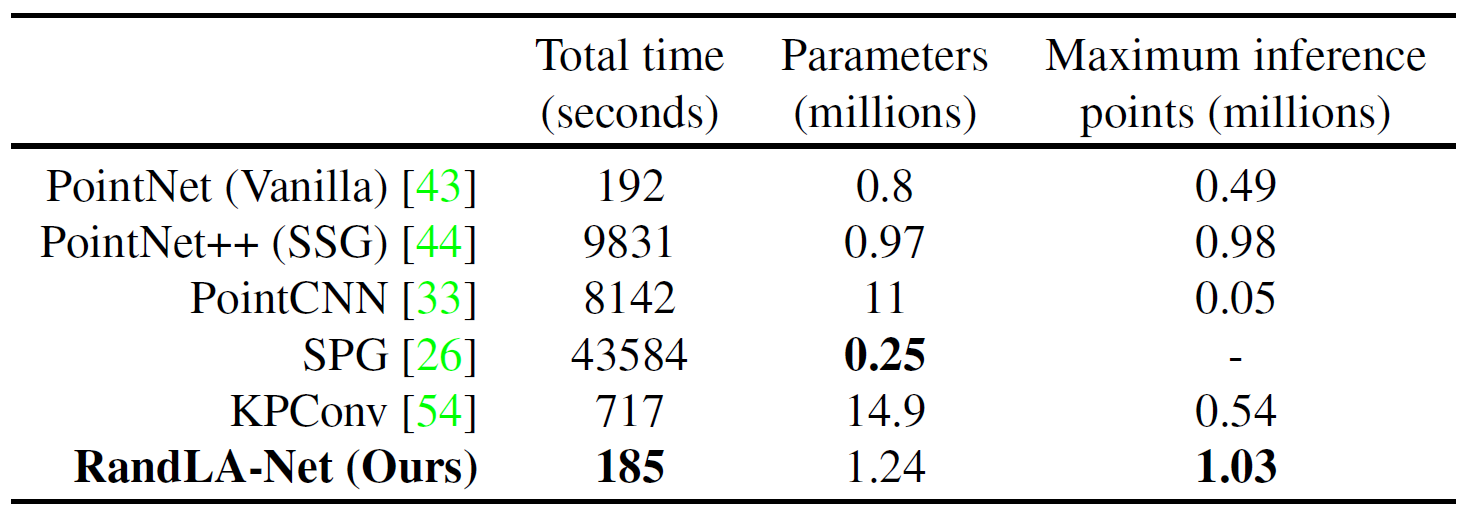 Total time Parameters Maximum inference
(seconds) (millions) points (millions)
PointNet (Vanilla) [43] 192 0.8 0.49
PointNet++ (SSG) [44] 9831 0.97 0.98
PointCNN [33] 8142 11 0.05
SPG [26] 43584 0.25 -
KPConv [54] 717 14.9 0.54
RandLA-Net (Ours) 185 1.24 1.03